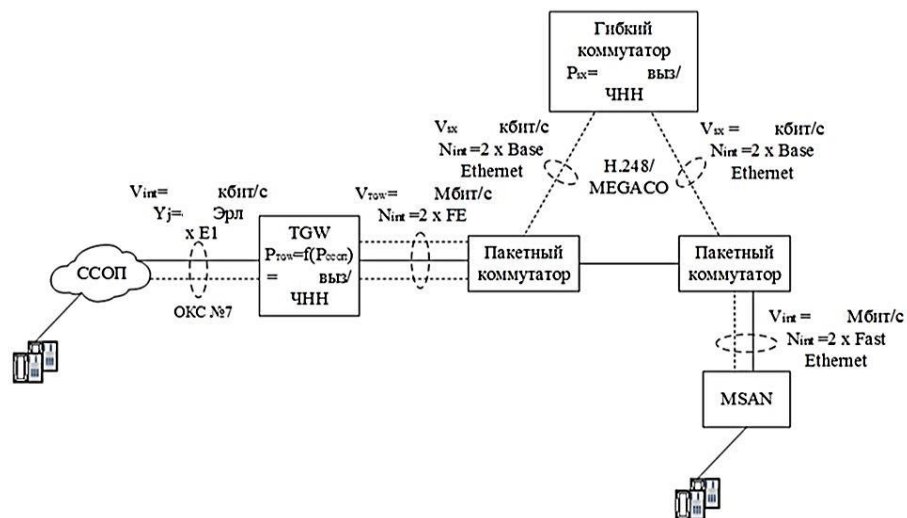 Гибкий
коммутатор
Psx= выз/
ЧНН
Vsx кбит/с
Nint =2 x Base
Ethernet
H.248/
MEGACO
Vsx = кбит/с
Nint =2 x Base
Ethernet
Vint= кбит/с
Yj= Эрл
x E1
ССОП
ОКС №7
TGW
PTGW=f(Pссоп)
= выз/
ЧНН
VTGW= Мбит/с
Nint =2 x FE
Пакетный
коммутатор
Пакетный
коммутатор
Vint = Мбит/с
Nint =2 x Fast
Ethernet
MSAN